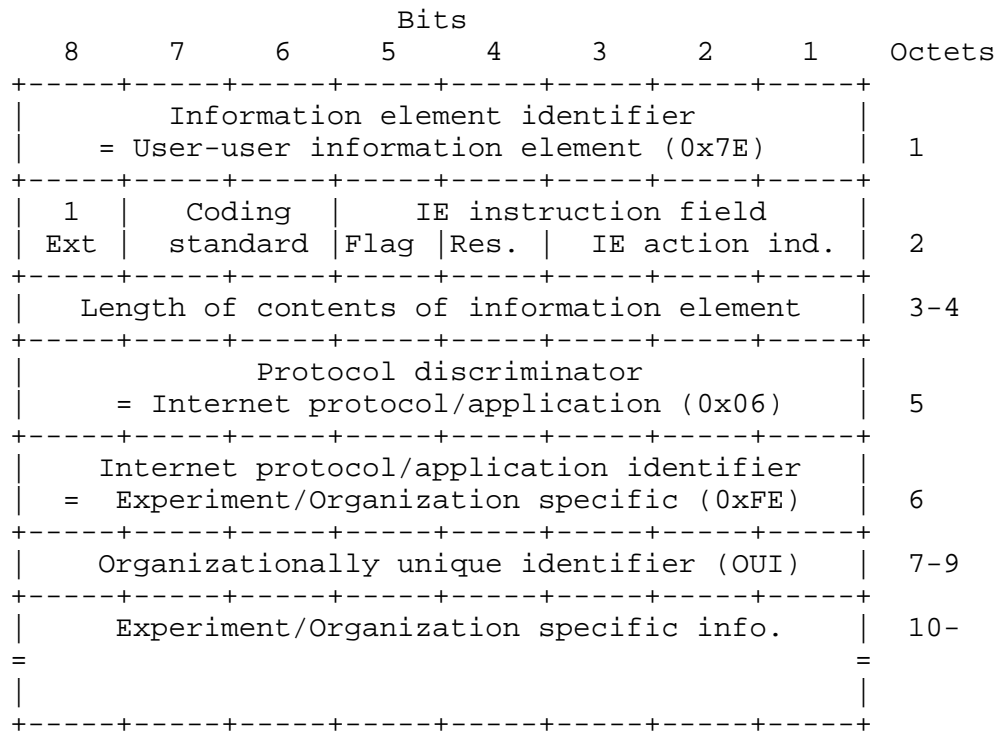 Bits
8     7     6     5     4     3     2     1   Octets
+-----+-----+-----+-----+-----+-----+-----+-----+
|        Information element identifier         |
|    = User-user information element (0x7E)     |  1
+-----+-----+-----+-----+-----+-----+-----+-----+
|  1  |   Coding  |    IE instruction field     |
| Ext |  standard |Flag |Res. |  IE action ind. |  2
+-----+-----+-----+-----+-----+-----+-----+-----+
|   Length of contents of information element   |  3-4
+-----+-----+-----+-----+-----+-----+-----+-----+
|             Protocol discriminator            |
|     = Internet protocol/application (0x06)    |  5
+-----+-----+-----+-----+-----+-----+-----+-----+
|    Internet protocol/application identifier   |
|  =  Experiment/Organization specific (0xFE)   |  6
+-----+-----+-----+-----+-----+-----+-----+-----+
|    Organizationally unique identifier (OUI)   |  7-9
+-----+-----+-----+-----+-----+-----+-----+-----+
|     Experiment/Organization specific info.    |  10-
=                                               =
|                                               |
+-----+-----+-----+-----+-----+-----+-----+-----+